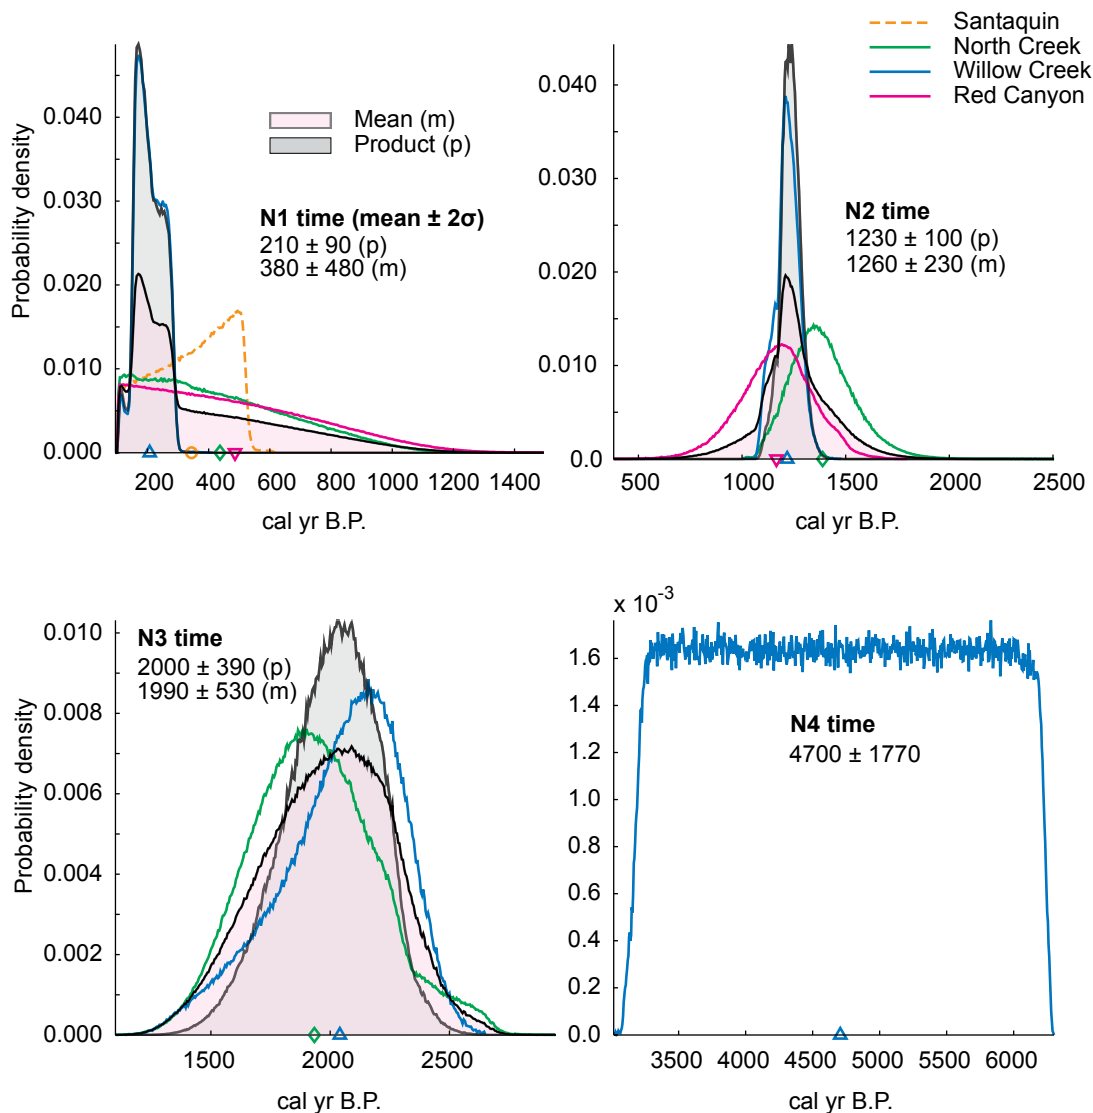 Santaquin
North Creek
Willow Creek
Red Canyon
Mean (m)
Product (p)
Probability density
0.040
0.030
0.020
0.010
0.000
N1 time (mean ± 2σ)
210 ± 90 (p)
380 ± 480 (m)
200 400 600 800 1000 1200 1400
cal yr B.P.
0.040
0.030
0.020
0.010
0.0
N2 time
1230 ± 100 (p)
1260 ± 230 (m)
500 1000 1500 2000 2500
cal yr B.P.
Probability density
0.010
0.008
0.006
0.004
0.002
0.000
N3 time
2000 ± 390 (p)
1990 ± 530 (m)
1500 2000 2500
cal yr B.P.
x 10-3
1.6
1.4
1.2
1.0
0.8
0.6
0.4
0.2
0.0
N4 time
4700 ± 1770
3500 4000 4500 5000 5500 6000
cal yr B.P.